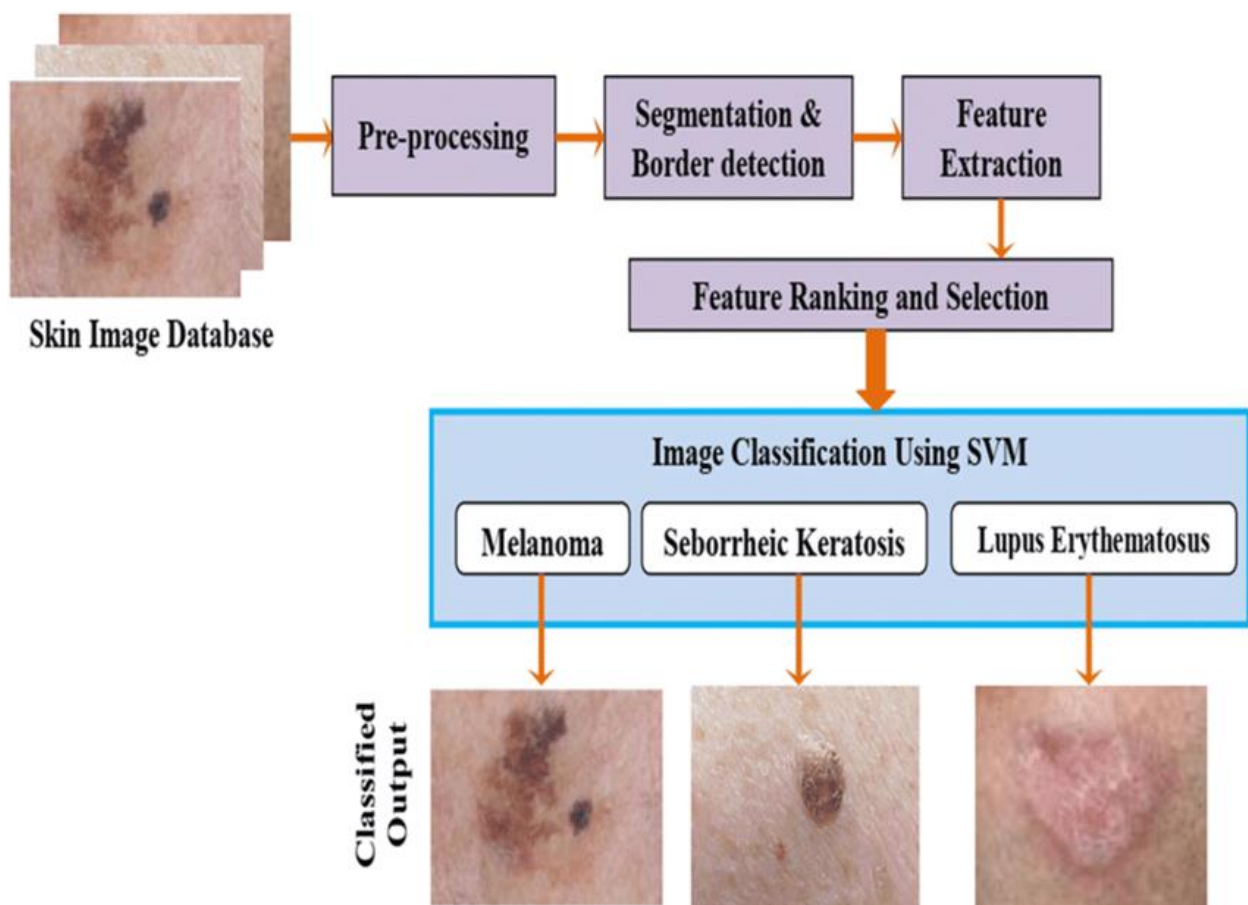 Pre-processing
Segmentation &
Border detection
Feature
Extraction
Feature Ranking and Selection
Skin Image Database
Image Classification Using SVM
Melanoma
Seborrheic Keratosis
Lupus Erythematosus
Classified
Output